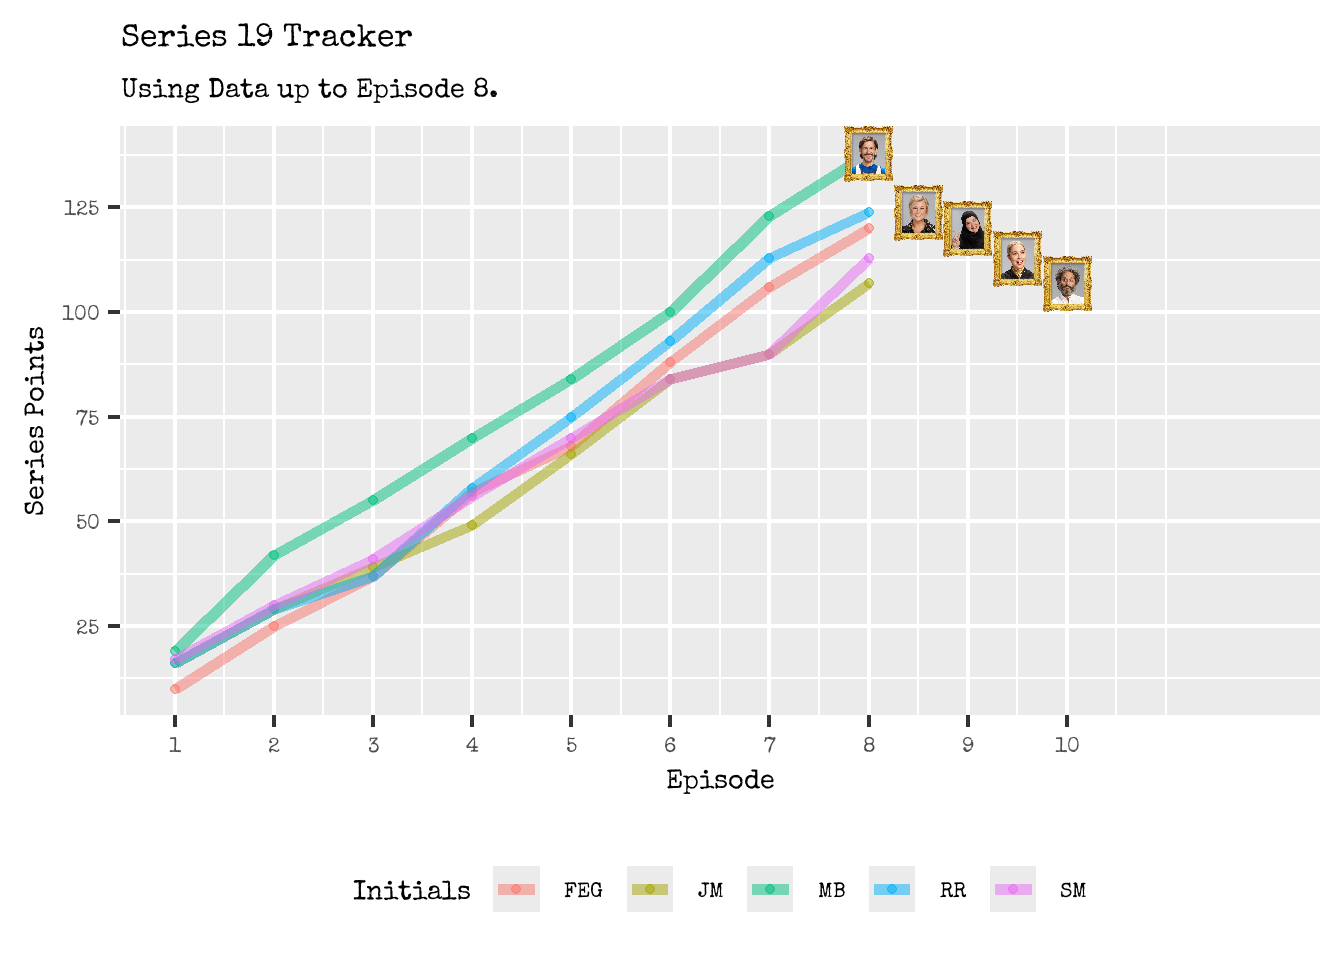 Series 19 Tracker
Using Data up to Episode 8.
Series Points
125
100
75
50
25
1 2 3 4 5 6 7 8 9 10
Episode
Initials FEG JM MB RR SM